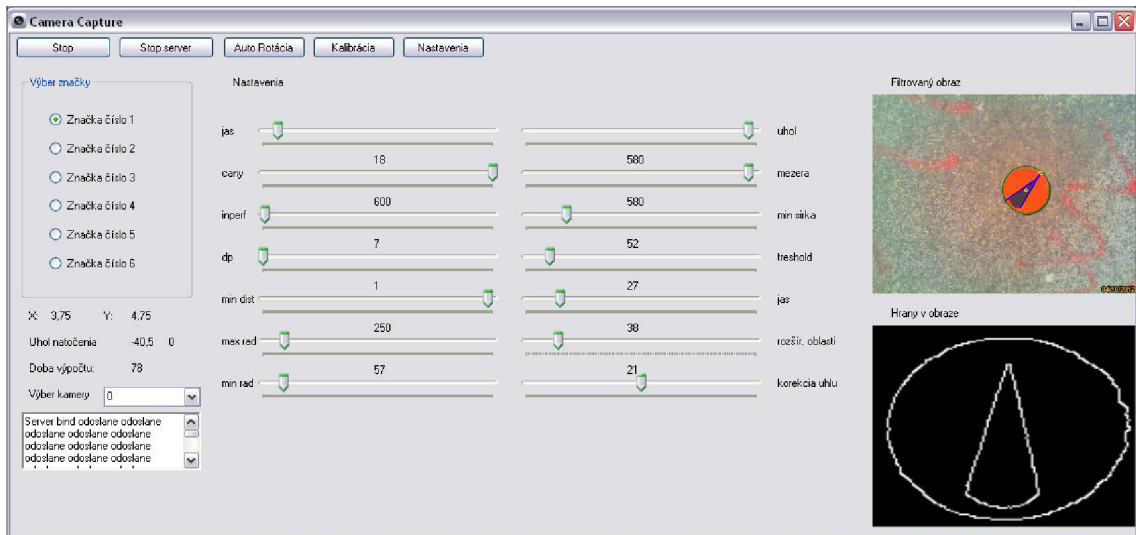 Camera Capture
Stop
Stop server
Auto Rotácia
Kalibrácia
Nastavenia
Výber značky
Značka číslo 1
Značka číslo 2
Značka číslo 3
Značka číslo 4
Značka číslo 5
Značka číslo 6
X: 3,75 Y: 4,75
Uhol natočenia -40,5 0
Doba výpočtu: 78
Výber kamery 0
Server bind odoslane odoslane
odoslane odoslane odoslane
odoslane odoslane odoslane
odoslane odoslane odoslane
Nastavenia
jas
18
cany
600
inperf
7
dp
1
min dist
250
max rad
57
min rad
uhol
580
mezera
580
min sirka
52
treshold
27
jas
38
rozšír. oblasti
21
korekcia uhlu
Filtrovaný obraz
04/18/2012
Hrany v obraze